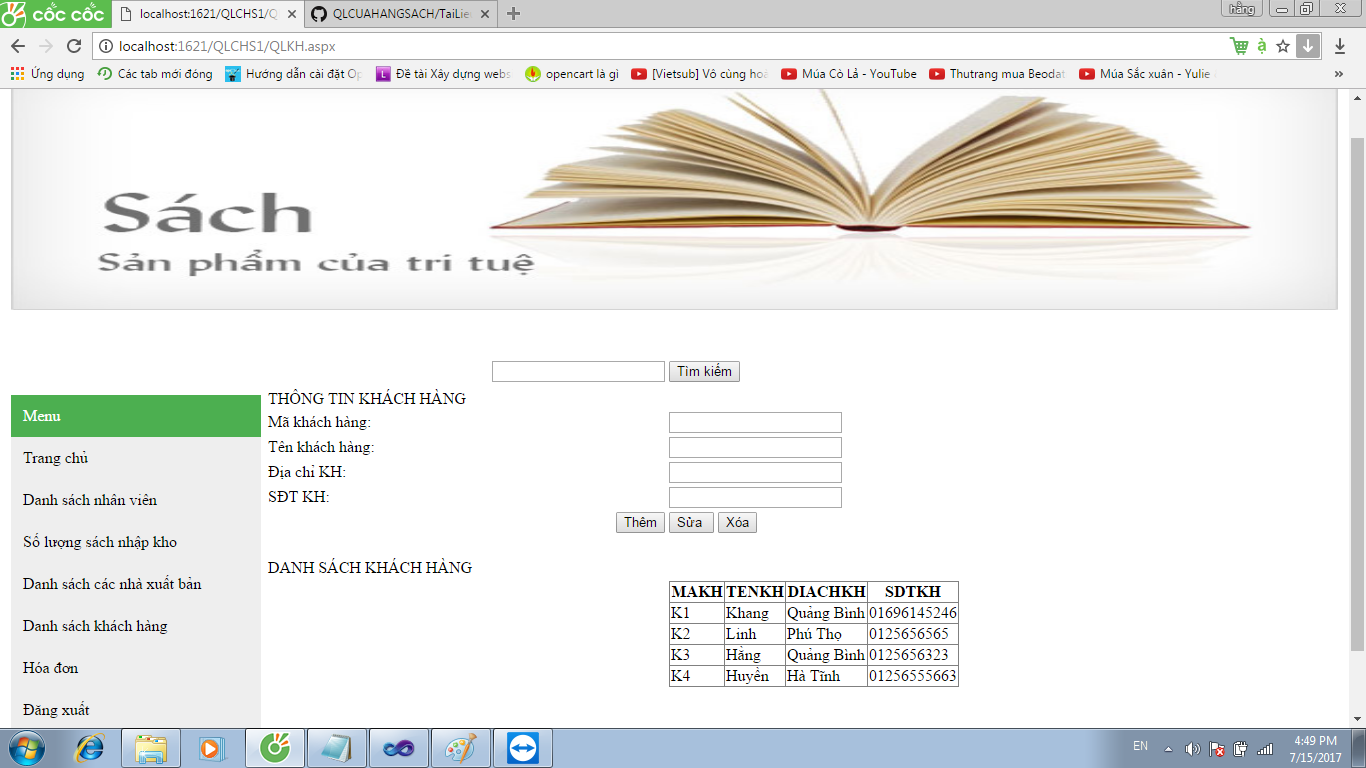 cốc cốc
localhost:1621/QLCHS1/Q
QLCUAHANGSACH/TaiLie
hằng
localhost:1621/QLCHS1/QLKH.aspx
Ứng dụng
Các tab mới đóng
Hướng dẫn cài đặt Op
Đề tài Xây dựng webs
opencart là gì
[Vietsub] Vô cùng hoà
Múa Cò Lả - YouTube
Thutrang mua Beodat
Múa Sắc xuân - Yulie
Sách
Sản phẩm của tri tuệ
Tìm kiếm
THÔNG TIN KHÁCH HÀNG
Mã khách hàng:
Tên khách hàng:
Địa chỉ KH:
SĐT KH:
Thêm Sửa Xóa
Menu
Trang chủ
Danh sách nhân viên
Số lượng sách nhập kho
Danh sách các nhà xuất bản
Danh sách khách hàng
Hóa đơn
Đăng xuất
DANH SÁCH KHÁCH HÀNG
MAKH TENKH DIACHKH SDTKH
K1 Khang Quảng Bình 01696145246
K2 Linh Phú Thọ 0125656565
K3 Hằng Quảng Bình 0125656323
K4 Huyền Hà Tĩnh 01256555663
EN
4:49 PM
7/15/2017